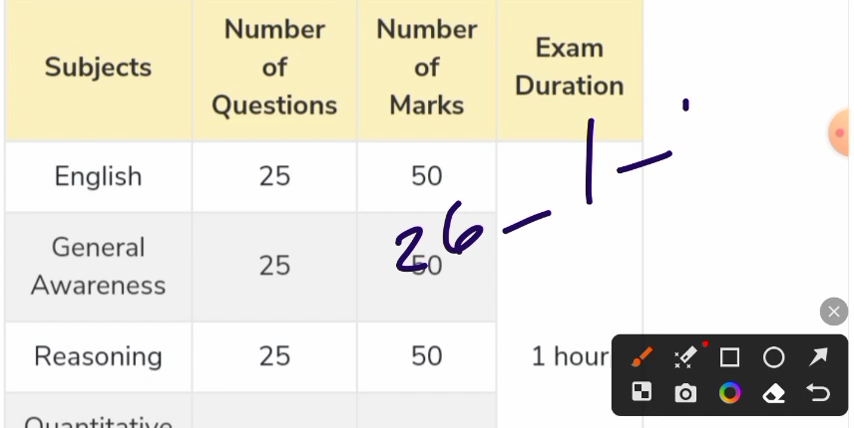 Subjects
Number of Questions
Number of Marks
Exam Duration
English
25
50
26 - 1 -
General Awareness
25
50
Reasoning
25
50
1 hour
Quantitative